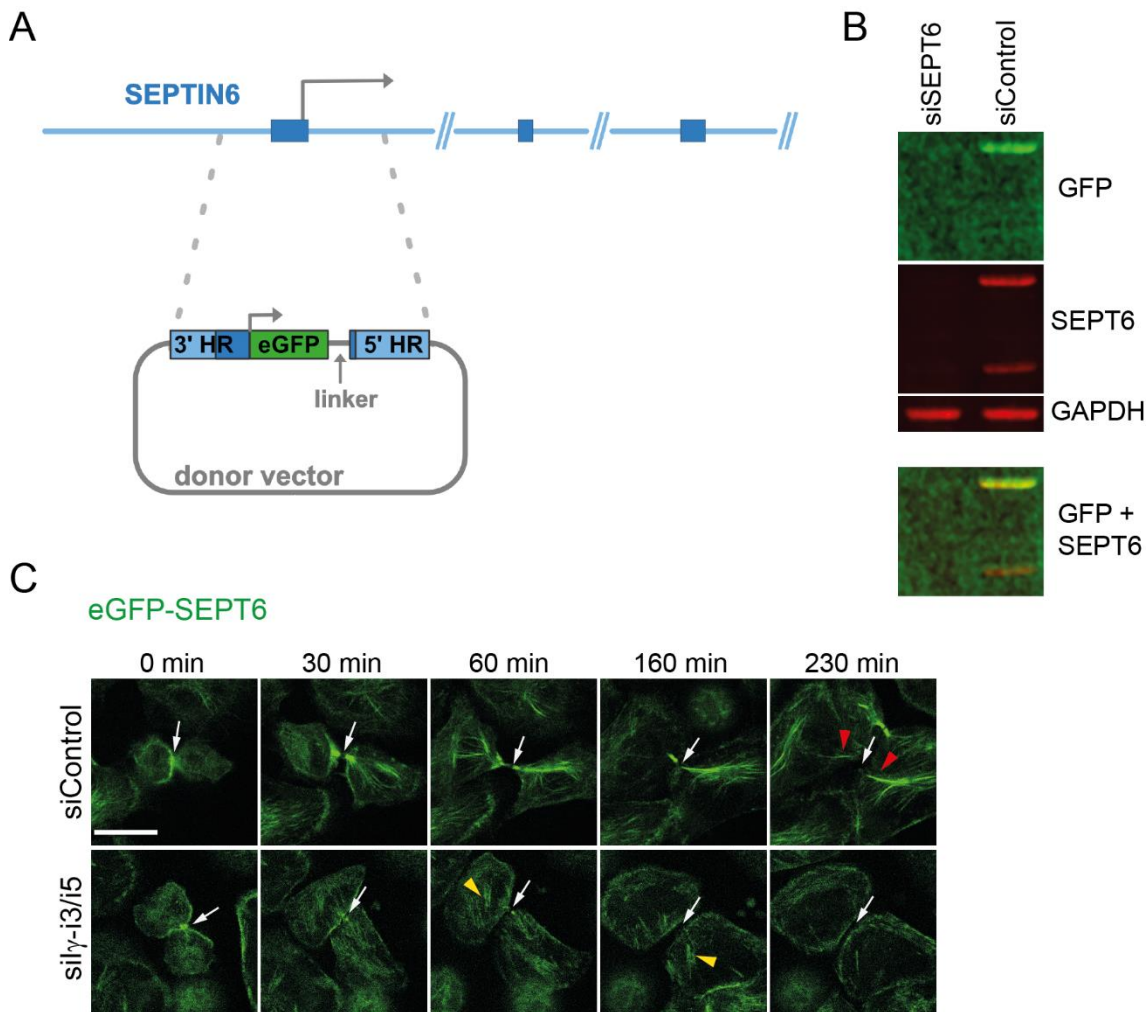 A
SEPTIN6
3' HR
eGFP
5' HR
linker
donor vector
B
siSEPT6
siControl
GFP
SEPT6
GAPDH
GFP +
SEPT6
C
eGFP-SEPT6
0 min
30 min
60 min
160 min
230 min
siControl
siIγ-i3/i5